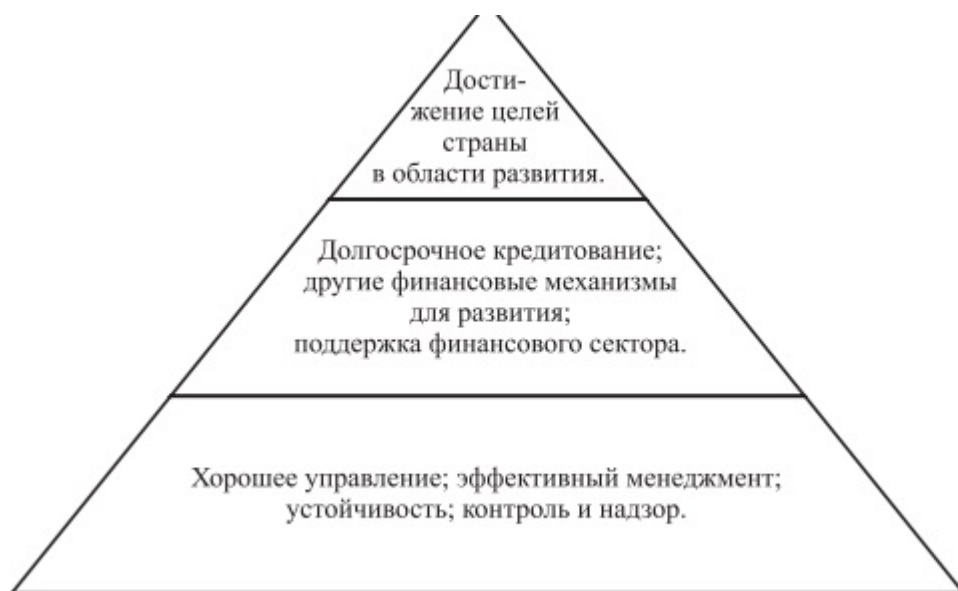 Дости-
жение целей
страны
в области развития.
Долгосрочное кредитование;
другие финансовые механизмы
для развития;
поддержка финансового сектора.
Хорошее управление; эффективный менеджмент;
устойчивость; контроль и надзор.